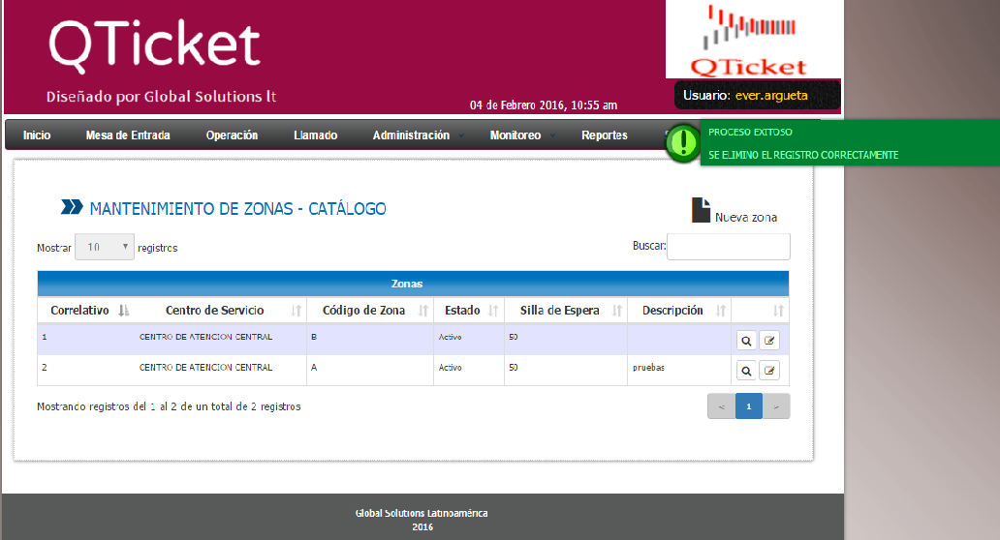 QTicket
QTicket
Diseñado por Global Solutions lt
04 de Febrero 2016, 10:55 am
Usuario: ever.argueta
Inicio Mesa de Entrada Operación Llamado Administración Monitoreo Reportes
PROCESO EXITOSO
SE ELIMINO EL REGISTRO CORRECTAMENTE
MANTENIMIENTO DE ZONAS - CATÁLOGO
Nueva zona
Mostrar 10 registros
Buscar:
Zonas
Correlativo Centro de Servicio Código de Zona Estado Silla de Espera Descripción
1 CENTRO DE ATENCION CENTRAL B Activo 50
2 CENTRO DE ATENCION CENTRAL A Activo 50 pruebas
Mostrando registros del 1 al 2 de un total de 2 registros
< 1 >
Global Solutions Latinoamérica
2016